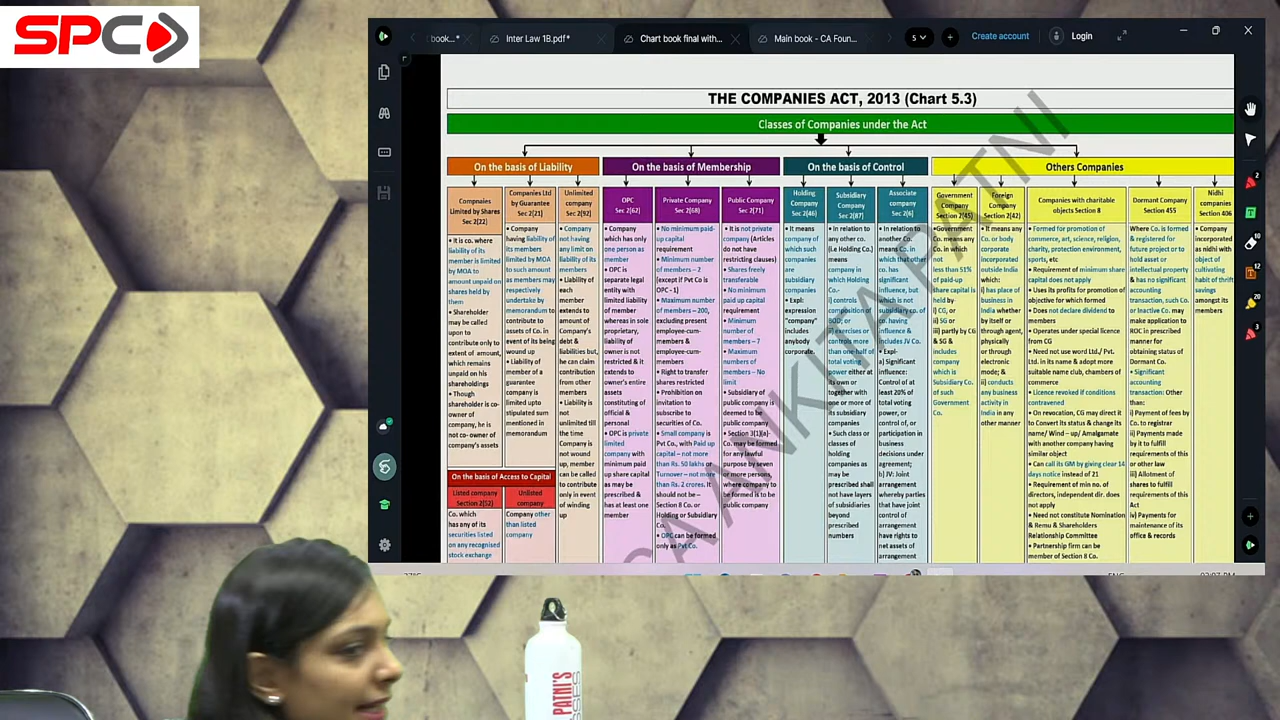 SPC
book...*
Inter Law 1B.pdf*
Chart book final with...
Main book - CA Foun...
5
Create account
Login
THE COMPANIES ACT, 2013 (Chart 5.3)
Classes of Companies under the Act
On the basis of Liability
On the basis of Membership
On the basis of Control
Others Companies
Companies
Limited by Shares
Sec 2(22)
• It is co. where
liability of its
member is limited
by MOA to
amount unpaid on
shares held by
them
• Shareholder
may be called
upon to
contribute only to
extent of amount,
which remains
unpaid on his
shareholdings
• Though
shareholder is co-
owner of
company, he is
not co- owner of
company's assets
Companies Ltd
by Guarantee
Sec 2(21)
• Company
having liability of
its members
limited by MOA
to such amount
as members may
respectively
undertake by
memorandum to
contribute to
assets of Co. in
event of its being
wound up
• Liability of
member of a
guarantee
company is
limited upto
stipulated sum
mentioned in
memorandum
Unlimited
company
Sec 2(92)
• Company
not having
any limit on
liability of its
members
• Liability of
each
member
extends to
amount of
Company's
debt &
liabilities but,
he can claim
contribution
from other
members
• Liability is
not
unlimited till
the time
Company is
not wound
up, member
can be called
to contribute
only in event
of Winding
up
On the basis of Access to Capital
Listed company
Section 2(52)
Co. which
has any of its
securities listed
on any recognised
stock exchange
Unlisted
company
Company other
than listed
company
OPC
Sec 2(62)
• Company
which has only
one person as
member
• OPC is
separate legal
entity with
limited liability
of member
whereas in sole
proprietary,
liability of owner
is not restricted
& it extends to
owner's entire
assets
constituting of
official &
personal
• OPC is private
limited
company with
minimum paid
up share capital
as may be
prescribed &
has at least one
member
Private Company
Sec 2(68)
• No minimum paid-
up capital
requirement
• Minimum number
of members – 2
(except if Pvt Co is
OPC - 1)
• Maximum number
of members – 200,
excluding present
employee-cum-
members &
employee-cum-
members
• Right to transfer
shares restricted
• Prohibition on
invitation to
subscribe to
securities of Co.
• Small company is
Pvt Co., with Paid up
capital – not more
than Rs. 50 lakhs or
Turnover – not more
than Rs. 2 crores. It
should not be –
Section 8 Co. or
Holding or Subsidiary
Co.
• OPC can be formed
only as Pvt Co.
Public Company
Sec 2(71)
• It is not private
company (Articles
do not have
restricting clauses)
• Shares freely
transferable
• No minimum
paid up capital
requirement
• Minimum
number of
members – 7
• Maximum
numbers of
members – No
limit
• Subsidiary of
public company is
deemed to be
public company
• Section 3(1)(a)-
Co. may be formed
for any lawful
purpose by seven
or more persons,
where company to
be formed is to be
public company
Holding
Company
Sec 2(46)
It means
company of
which such
companies
are
subsidiary
companies
• Expl:
expression
"company"
includes
anybody
corporate.
Subsidiary
Company
Sec 2(87)
In relation to
any other co.
(i.e Holding Co.)
means
company in
which Holding
Co.-
i) controls
composition of
BOD; or
ii) exercises or
controls more
than one-half of
total voting
power either at
its own or
together with
one or more of
its subsidiary
companies
• Such class or
classes of
holding
companies as
may be
prescribed shall
not have layers
of subsidiaries
beyond
prescribed
numbers
Associate
company
Sec 2(6)
In relation to
another Co.
means Co. in
which that other
co. has
significant
influence, but
which is not
subsidiary co. of
co. having
influence &
includes JV Co.
• Expl-
a) Significant
influence:
Control of at
least 20% of
total voting
power, or
control of, or
participation in
business
decisions under
agreement;
b) JV: Joint
arrangement
whereby parties
that have joint
control of
arrangement
have rights to
net assets of
arrangement
Government
Company
Section 2(45)
•Government
Co. means any
Co. in which
not
less than 51%
of paid-up
share capital is
held by
i) CG, or
ii) SG or
iii) partly by CG
& SG &
includes
company which
is Subsidiary Co.
of such
Government
Co.
Foreign
Company
Section 2(42)
• It means any
Co. or body
corporate
incorporated
outside India
which:
i) has place of
business in
India whether
by itself or
through agent,
physically or
through
electronic
mode; &
ii) conducts
any business
activity in
India in any
other manner
Companies with charitable
objects Section 8
• Formed for promotion of
commerce, art, science, religion,
charity, protection environment,
sports, etc
• Requirement of minimum share
capital does not apply
• Uses its profits for promotion of
objective for which formed
• Does not declare dividend to
members
• Operates under special licence
from CG
• Need not use word Ltd./ Pvt.
Ltd. in its name & adopt more
suitable name club, chambers of
commerce
• Licence revoked if conditions
contravened
• On revocation, CG may direct it
to Convert its status & change its
name/ Wind – up/ Amalgamate
with another company having
similar object
• Can call its GM by giving clear 14
days notice instead of 21
• Requirement of min no. of
directors, independent dir. does
not apply
• Need not constitute Nomination
& Remu & Shareholders
Relationship Committee
• Partnership firm can be
member of Section 8 Co.
Dormant Company
Section 455
Where Co. is formed
& registered for
future project or to
hold asset or
intellectual property
& has no significant
accounting
transaction, such Co.
or Inactive Co. may
make application to
ROC in prescribed
manner for
obtaining status of
Dormant Co.
• Significant
accounting
transaction: Other
than:
i) Payment of fees by
Co. to registrar
ii) Payments made
by it to fulfill
requirements of this
or other law
iii) Allotment of
shares to fulfill
requirements of this
Act
iv) Payments for
maintenance of its
office & records
Nidhi
companies
Section 406
Company
incorporated
as nidhi with
object of
cultivating
habit of thrift
savings
amongst its
members
CA ANKITA PATNI
PATNI'S